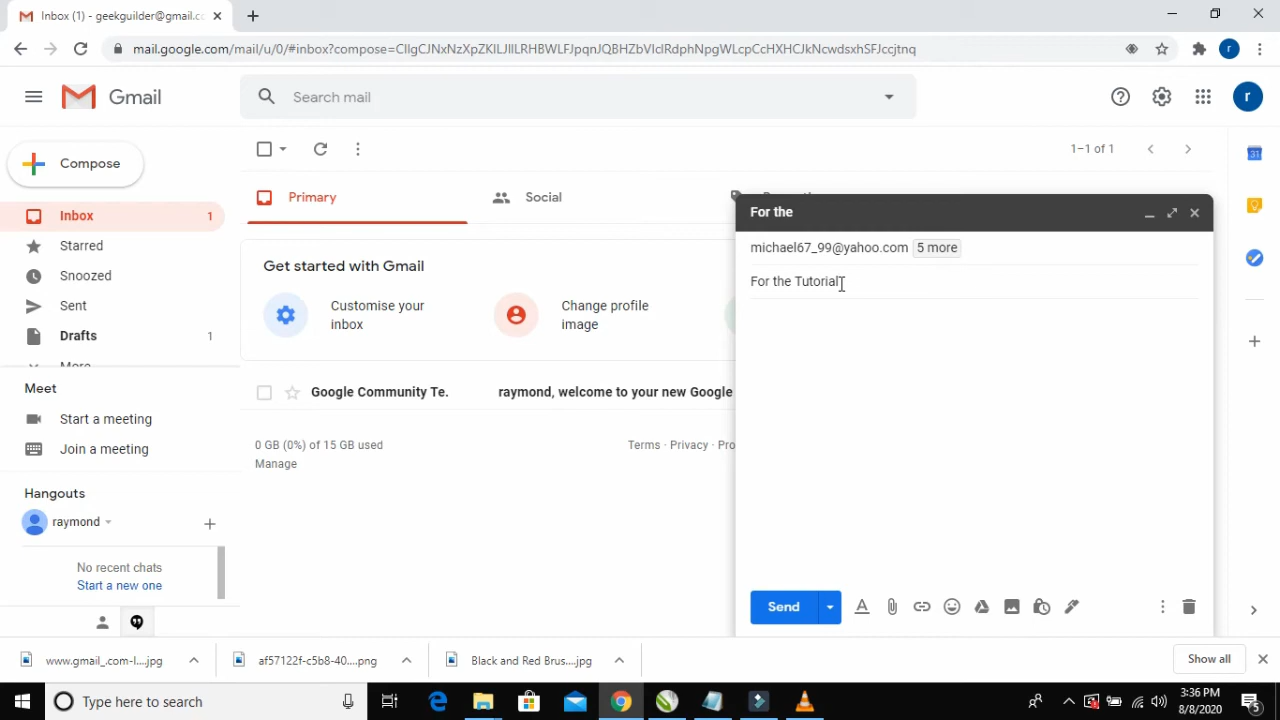 Inbox (1) - geekguilder@gmail.cc
mail.google.com/mail/u/0/#inbox?compose=CllgCJNxNzXpZKlLJlLRHBWLFJpqnJQBHZbVlclRdphNpgWLcpCcHXHCJkNcwdsxhSFJccjtnq
r
Gmail
Search mail
r
Compose
1–1 of 1
31
Inbox 1
Primary
Social
Starred
Snoozed
Sent
Drafts 1
More
Get started with Gmail
Customise your
inbox
Change profile
image
For the
michael67_99@yahoo.com 5 more
For the Tutorial
Meet
Start a meeting
Join a meeting
Google Community Te.
raymond, welcome to your new Google
0 GB (0%) of 15 GB used
Manage
Terms · Privacy · Pro
Hangouts
raymond
No recent chats
Start a new one
Send
www.gmail_.com-l....jpg
af57122f-c5b8-40....png
Black and Red Brus....jpg
Show all
Type here to search
3:36 PM
8/8/2020
5